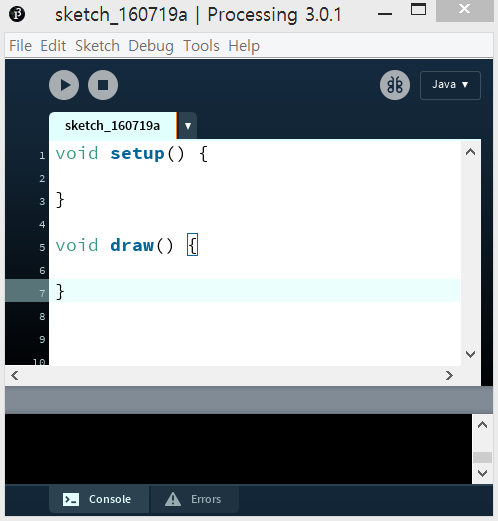 sketch_160719a | Processing 3.0.1
File Edit Sketch Debug Tools Help
Java ▼
sketch_160719a ▼
1 void setup() {
2
3 }
4
5 void draw() {
6
7 }
8
9
10
Console Errors